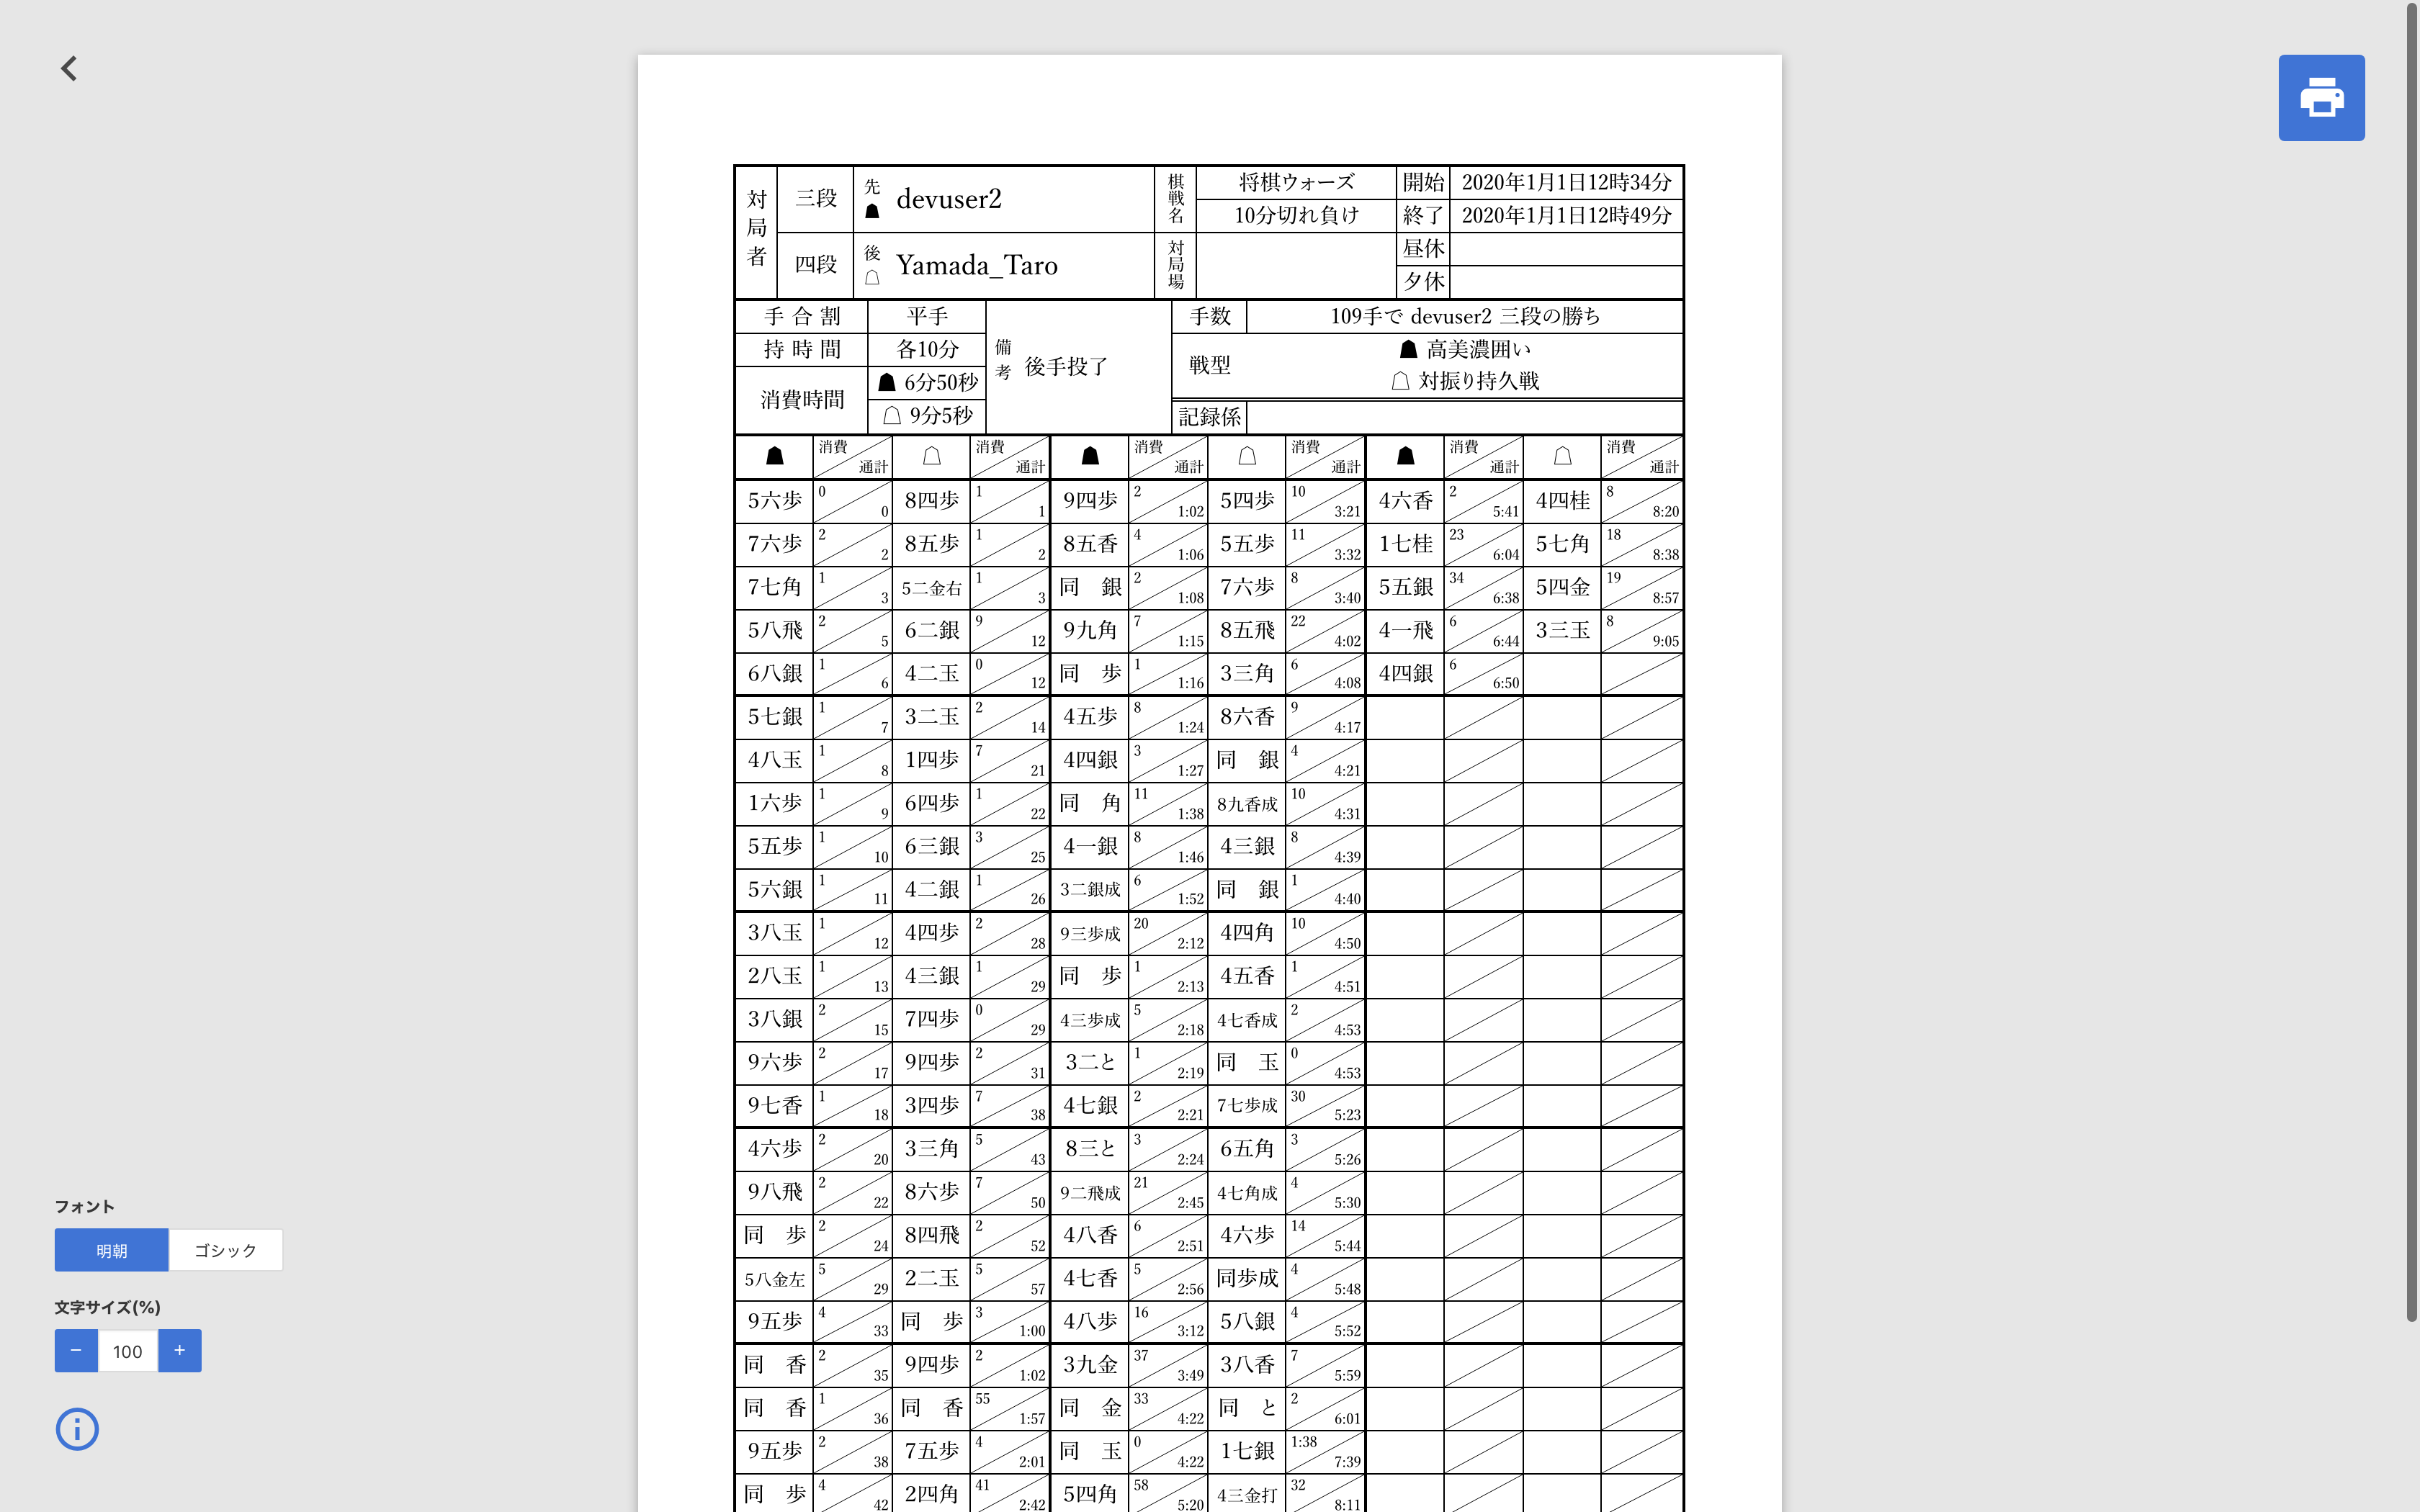 対局者 三段 先 devuser2 棋戦名 将棋ウォーズ 開始 2020年1月1日12時34分
10分切れ負け 終了 2020年1月1日12時49分
四段 後 Yamada_Taro 対局場 昼休
夕休
手合割 平手 備考 後手投了 手数 109手で devuser2 三段の勝ち
持時間 各10分 戦型 高美濃囲い
消費時間 6分50秒 対振り持久戦
9分5秒 記録係
消費 通計 消費 通計 消費 通計 消費 通計 消費 通計 消費 通計
5六歩 0 0 8四歩 1 1 9四歩 2 1:02 5四歩 10 3:21 4六香 2 5:41 4四桂 8 8:20
7六歩 2 2 8五歩 1 2 8五香 4 1:06 5五歩 11 3:32 1七桂 23 6:04 5七角 18 8:38
7七角 1 3 5二金右 1 3 同 銀 2 1:08 7六歩 8 3:40 5五銀 34 6:38 5四金 19 8:57
5八飛 2 5 6二銀 9 12 9九角 7 1:15 8五飛 22 4:02 4一飛 6 6:44 3三玉 8 9:05
6八銀 1 6 4二玉 0 12 同 歩 1 1:16 3三角 6 4:08 4四銀 6 6:50
5七銀 1 7 3二玉 2 14 4五歩 8 1:24 8六香 9 4:17
4八玉 1 8 1四歩 7 21 4四銀 3 1:27 同 銀 4 4:21
1六歩 1 9 6四歩 1 22 同 角 11 1:38 8九香成 10 4:31
5五歩 1 10 6三銀 3 25 4一銀 8 1:46 4三銀 8 4:39
5六銀 1 11 4二銀 1 26 3二銀成 6 1:52 同 銀 1 4:40
3八玉 1 12 4四歩 2 28 9三歩成 20 2:12 4四角 10 4:50
2八玉 1 13 4三銀 1 29 同 歩 1 2:13 4五香 1 4:51
3八銀 2 15 7四歩 0 29 4三歩成 5 2:18 4七香成 2 4:53
9六歩 2 17 9四歩 2 31 3二と 1 2:19 同 玉 0 4:53
9七香 1 18 3四歩 7 38 4七銀 2 2:21 7七歩成 30 5:23
4六歩 2 20 3三角 5 43 8三と 3 2:24 6五角 3 5:26
9八飛 2 22 8六歩 7 50 9二飛成 21 2:45 4七角成 4 5:30
同 歩 2 24 8四飛 2 52 4八香 6 2:51 4六歩 14 5:44
5八金左 5 29 2二玉 5 57 4七香 5 2:56 同歩成 4 5:48
9五歩 4 33 同 歩 3 1:00 4八歩 16 3:12 5八銀 4 5:52
同 香 2 35 9四歩 2 1:02 3九金 37 3:49 3八香 7 5:59
同 香 1 36 同 香 55 1:57 同 金 33 4:22 同 と 2 6:01
9五歩 2 38 7五歩 4 2:01 同 玉 0 4:22 1七銀 1:38 7:39
同 歩 4 42 2四角 41 2:42 5四角 58 5:20 4三金打 32 8:11
フォント
明朝 ゴシック
文字サイズ(%)
− 100 +